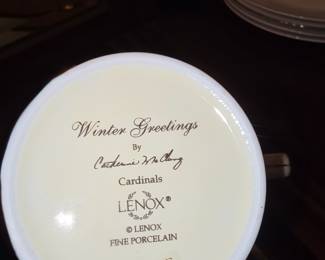 Winter Greetings
By
Catherine McClung
Cardinals
LENOX®
© LENOX
FINE PORCELAIN